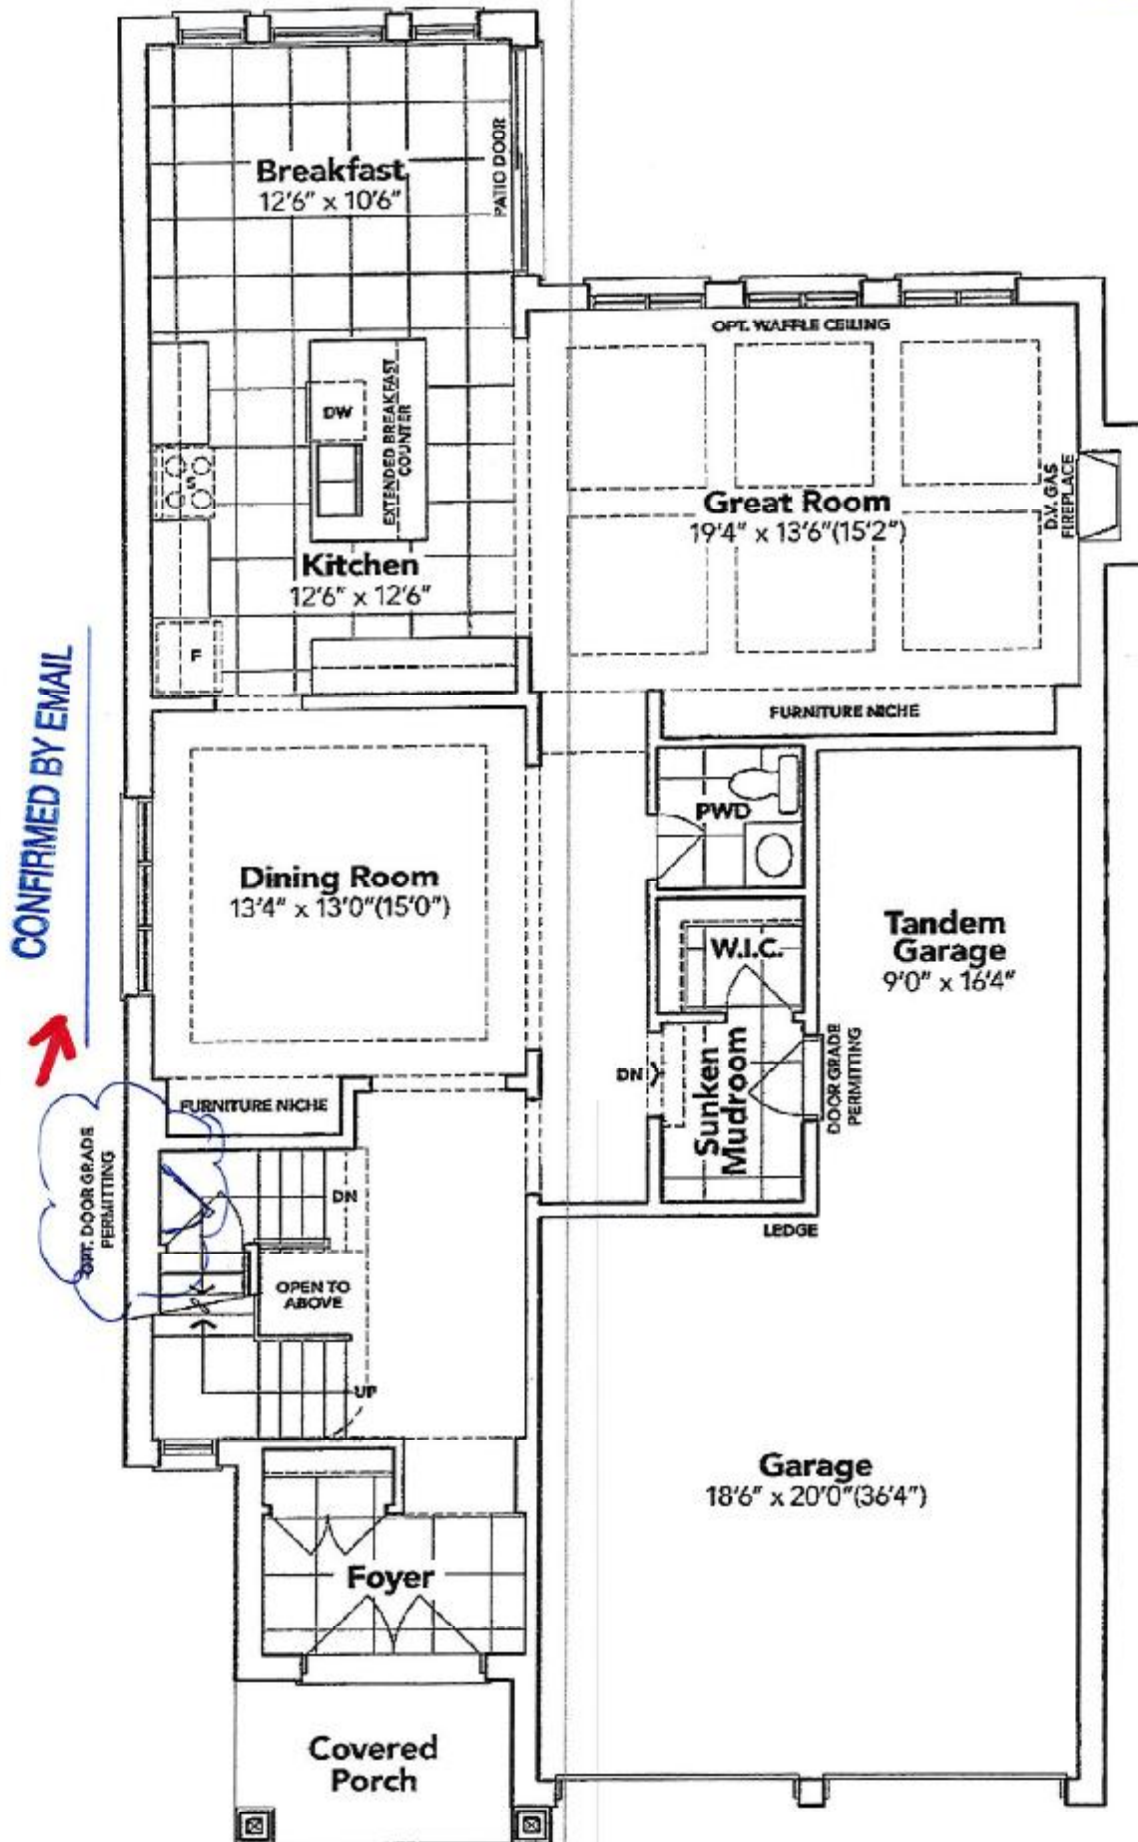 Breakfast
12'6" x 10'6"
PATIO DOOR
OPT. WAFFLE CEILING
DW
EXTENDED BREAKFAST
COUNTER
S
Great Room
19'4" x 13'6"(15'2")
D.V. GAS
FIREPLACE
Kitchen
12'6" x 12'6"
F
CONFIRMED BY EMAIL
FURNITURE NICHE
PWD
Dining Room
13'4" x 13'0"(15'0")
Tandem
Garage
9'0" x 16'4"
W.I.C.
DN
Sunken
Mudroom
DOOR GRADE
PERMITTING
FURNITURE NICHE
OPT. DOOR GRADE
PERMITTING
DN
LEDGE
OPEN TO
ABOVE
UP
Garage
18'6" x 20'0"(36'4")
Foyer
Covered
Porch